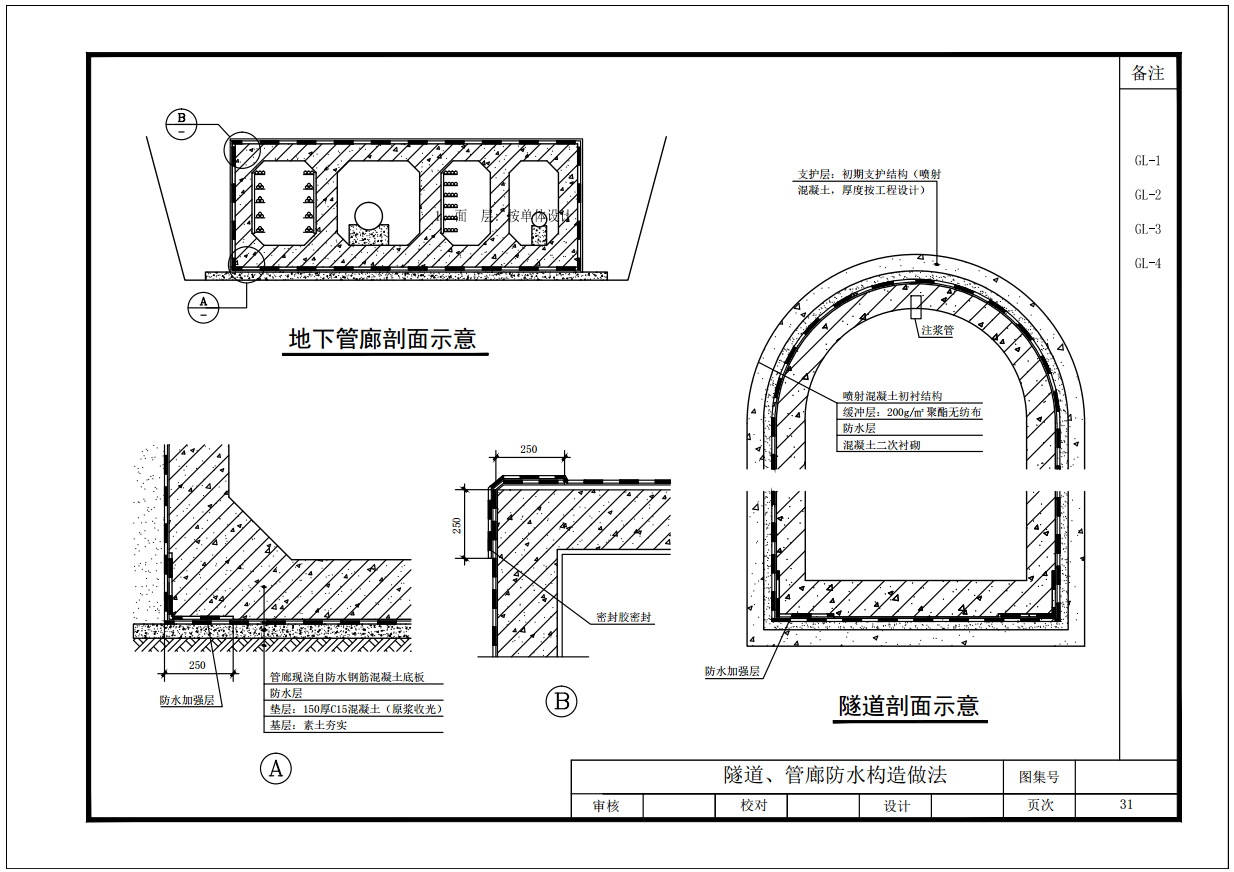 备注
GL-1
GL-2
GL-3
GL-4
B
A
面 层：按单体设计
地下管廊剖面示意
支护层：初期支护结构（喷射
混凝土，厚度按工程设计）
注浆管
喷射混凝土初衬结构
缓冲层：200g/㎡聚酯无纺布
防水层
混凝土二次衬砌
防水加强层
隧道剖面示意
250
防水加强层
管廊现浇自防水钢筋混凝土底板
防水层
垫层：150厚C15混凝土（原浆收光）
基层：素土夯实
A
250
250
密封胶密封
B
隧道、管廊防水构造做法
图集号
审核
校对
设计
页次
31